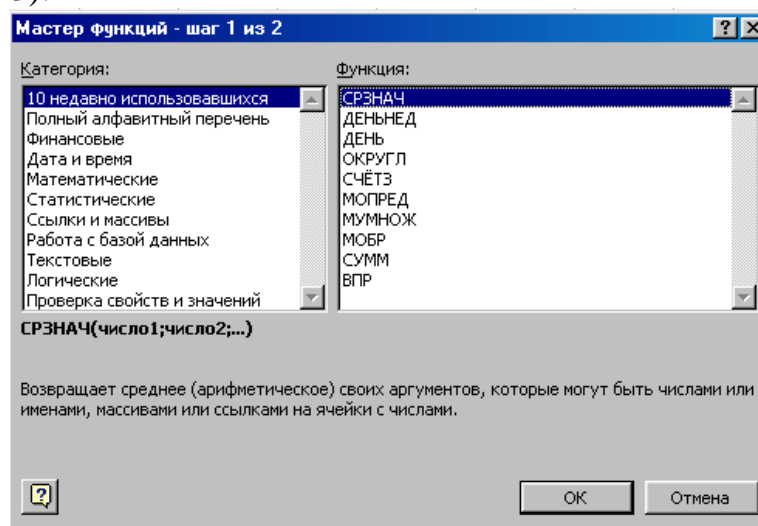 Мастер функций - шаг 1 из 2
Категория:
10 недавно использовавшихся
Полный алфавитный перечень
Финансовые
Дата и время
Математические
Статистические
Ссылки и массивы
Работа с базой данных
Текстовые
Логические
Проверка свойств и значений
Функция:
СРЗНАЧ
ДЕНЬНЕД
ДЕНЬ
ОКРУГЛ
СЧЁТЗ
МОПРЕД
МУМНОЖ
МОБР
СУММ
ВПР
СРЗНАЧ(число1;число2;...)
Возвращает среднее (арифметическое) своих аргументов, которые могут быть числами или
именами, массивами или ссылками на ячейки с числами.
ОК
Отмена